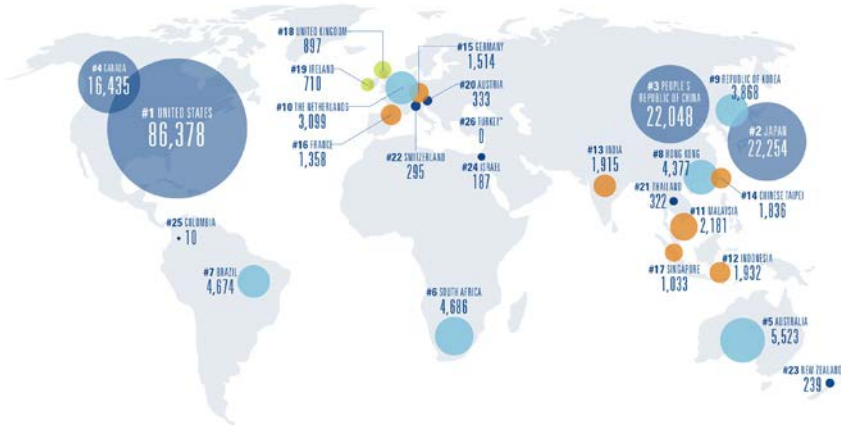 #18 UNITED KINGDOM
897
#19 IRELAND
710
#10 THE NETHERLANDS
3,099
#16 FRANCE
1,358
#15 GERMANY
1,514
#20 AUSTRIA
333
#26 TURKEY*
0
#22 SWITZERLAND
295
#24 ISRAEL
187
#4 CANADA
16,435
#1 UNITED STATES
86,378
#25 COLOMBIA
10
#7 BRAZIL
4,674
#6 SOUTH AFRICA
4,686
#3 PEOPLE'S
REPUBLIC OF CHINA
22,048
#9 REPUBLIC OF KOREA
3,868
#2 JAPAN
22,254
#13 INDIA
1,915
#8 HONG KONG
4,377
#21 THAILAND
322
#14 CHINESE TAIPEI
1,836
#11 MALAYSIA
2,181
#17 SINGAPORE
1,033
#12 INDONESIA
1,932
#5 AUSTRALIA
5,523
#23 NEW ZEALAND
239